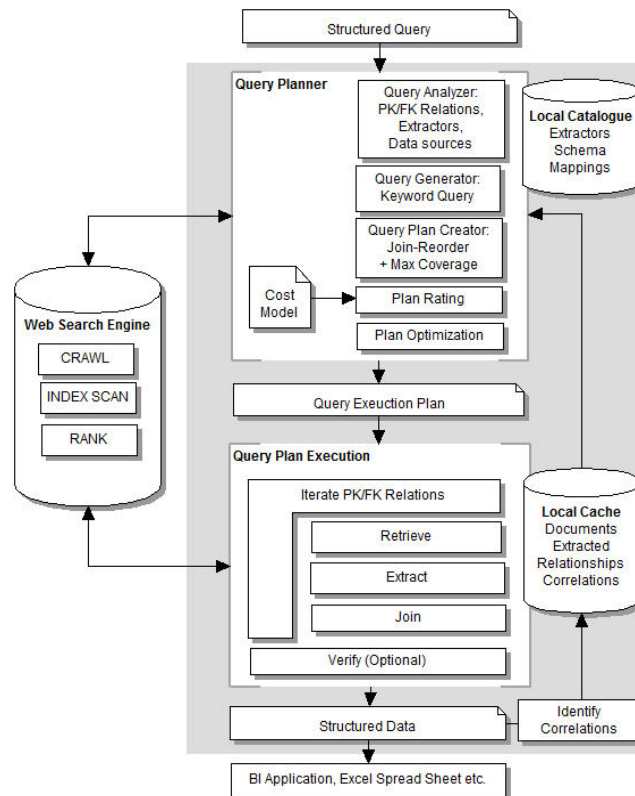 Structured Query
Query Planner
Query Analyzer:
PK/FK Relations,
Extractors,
Data sources
Local Catalogue
Extractors
Schema
Mappings
Query Generator:
Keyword Query
Query Plan Creator:
Join-Reorder
+ Max Coverage
Cost
Model
Plan Rating
Plan Optimization
Web Search Engine
CRAWL
INDEX SCAN
RANK
Query Exeuction Plan
Query Plan Execution
Iterate PK/FK Relations
Retrieve
Extract
Join
Verify (Optional)
Local Cache
Documents
Extracted
Relationships
Correlations
Structured Data
Identify
Correlations
BI Application, Excel Spread Sheet etc.